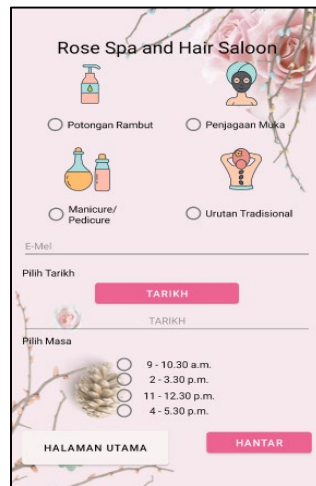 Rose Spa and Hair Saloon
Potongan Rambut
Penjagaan Muka
Manicure/
Pedicure
Urutan Tradisional
E-Mel
Pilih Tarikh
TARIKH
TARIKH
Pilih Masa
9 - 10.30 a.m.
2 - 3.30 p.m.
11 - 12.30 p.m.
4 - 5.30 p.m.
HALAMAN UTAMA
HANTAR